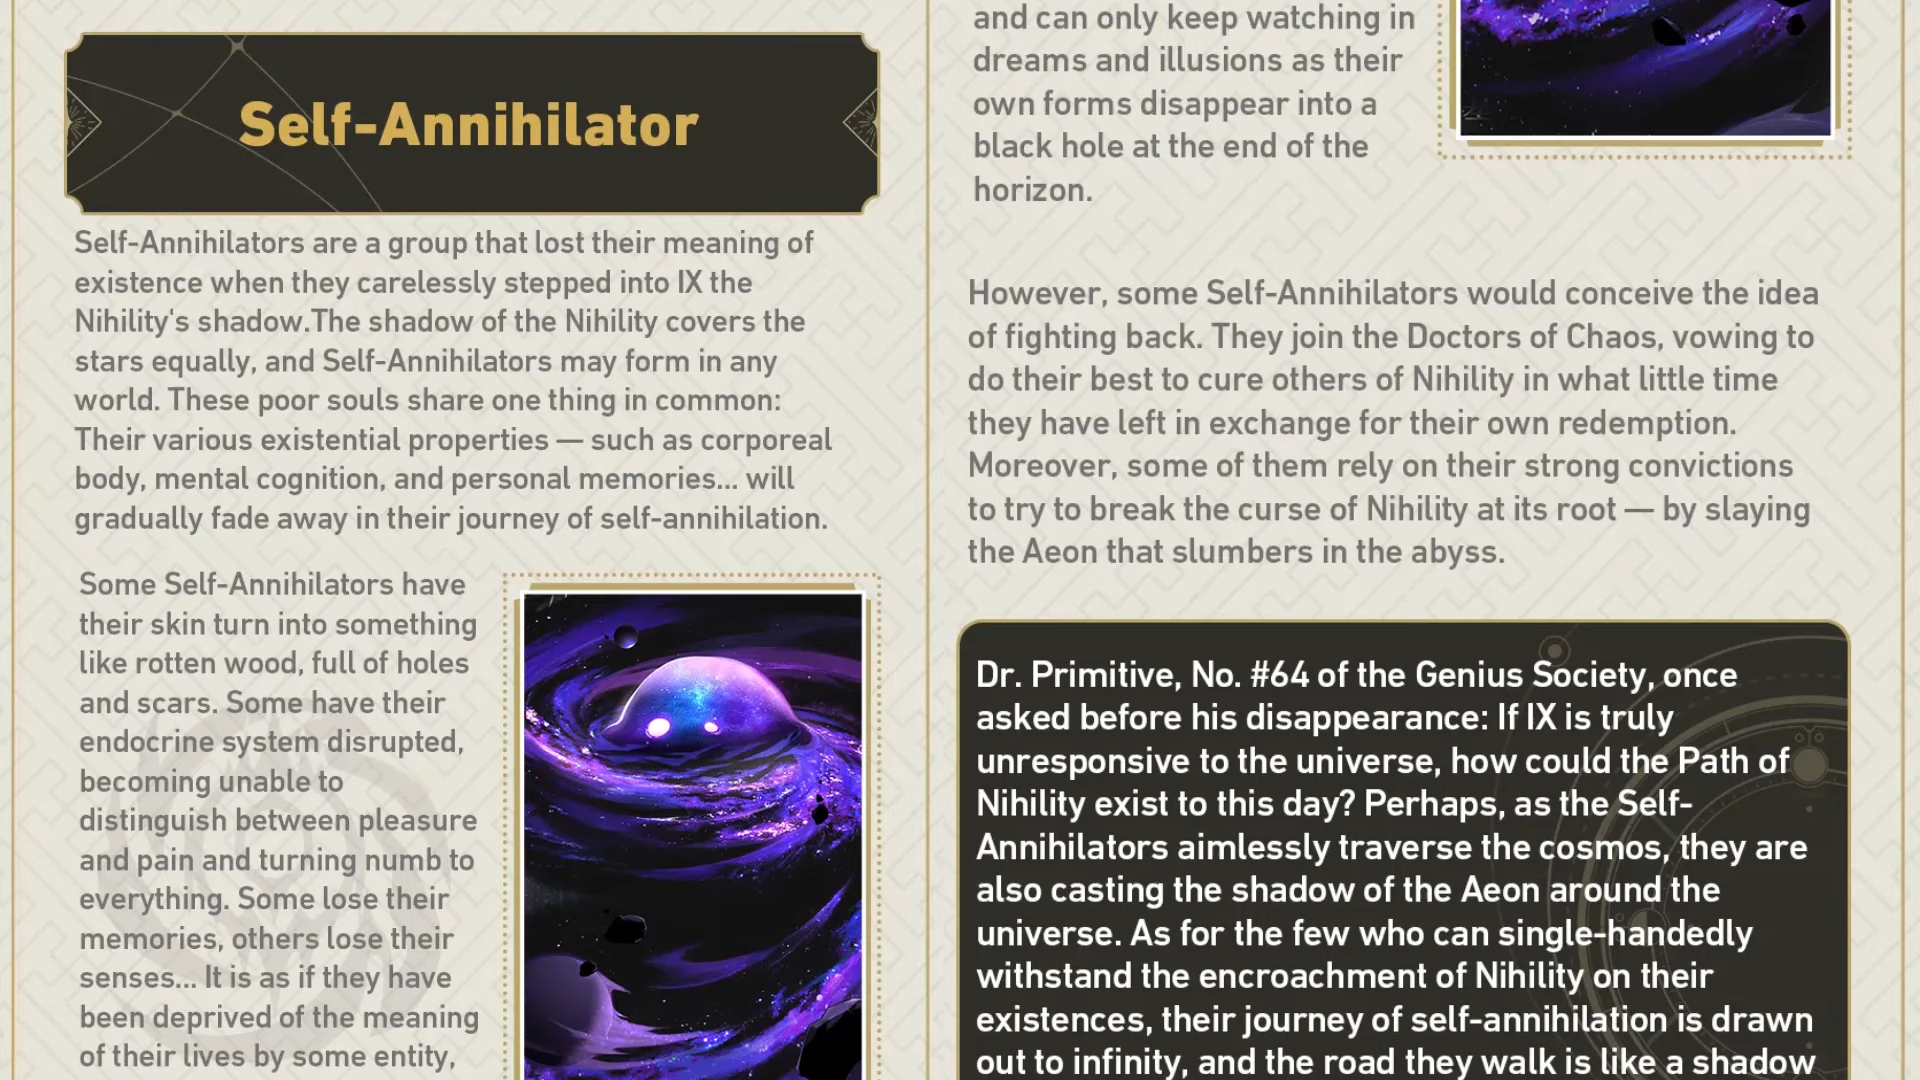 Self-Annihilator
Self-Annihilators are a group that lost their meaning of
existence when they carelessly stepped into IX the
Nihility's shadow.The shadow of the Nihility covers the
stars equally, and Self-Annihilators may form in any
world. These poor souls share one thing in common:
Their various existential properties — such as corporeal
body, mental cognition, and personal memories... will
gradually fade away in their journey of self-annihilation.
Some Self-Annihilators have
their skin turn into something
like rotten wood, full of holes
and scars. Some have their
endocrine system disrupted,
becoming unable to
distinguish between pleasure
and pain and turning numb to
everything. Some lose their
memories, others lose their
senses... It is as if they have
been deprived of the meaning
of their lives by some entity,
and can only keep watching in
dreams and illusions as their
own forms disappear into a
black hole at the end of the
horizon.
However, some Self-Annihilators would conceive the idea
of fighting back. They join the Doctors of Chaos, vowing to
do their best to cure others of Nihility in what little time
they have left in exchange for their own redemption.
Moreover, some of them rely on their strong convictions
to try to break the curse of Nihility at its root — by slaying
the Aeon that slumbers in the abyss.
Dr. Primitive, No. #64 of the Genius Society, once
asked before his disappearance: If IX is truly
unresponsive to the universe, how could the Path of
Nihility exist to this day? Perhaps, as the Self-
Annihilators aimlessly traverse the cosmos, they are
also casting the shadow of the Aeon around the
universe. As for the few who can single-handedly
withstand the encroachment of Nihility on their
existences, their journey of self-annihilation is drawn
out to infinity, and the road they walk is like a shadow